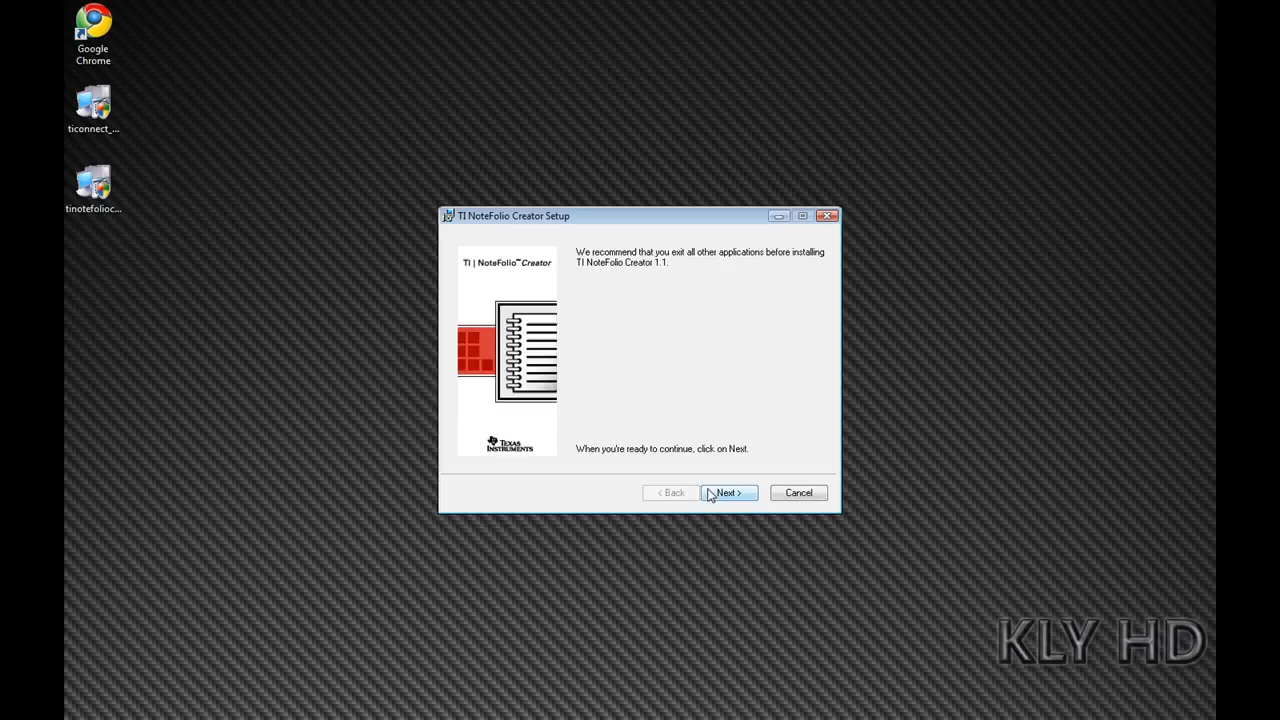 Google
Chrome
ticonnect_...
tinotefolioc...
TI NoteFolio Creator Setup
TI | NoteFolio™ Creator
We recommend that you exit all other applications before installing
TI NoteFolio Creator 1.1.
TEXAS
INSTRUMENTS
When you're ready to continue, click on Next.
< Back
Next >
Cancel
KLY HD